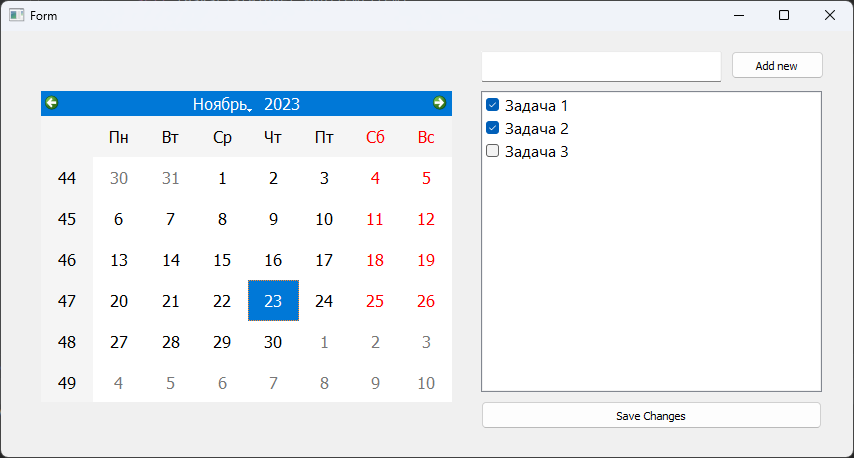 Form
Add new
Ноябрь, 2023
Пн Вт Ср Чт Пт Сб Вс
44 30 31 1 2 3 4 5
45 6 7 8 9 10 11 12
46 13 14 15 16 17 18 19
47 20 21 22 23 24 25 26
48 27 28 29 30 1 2 3
49 4 5 6 7 8 9 10
Задача 1
Задача 2
Задача 3
Save Changes